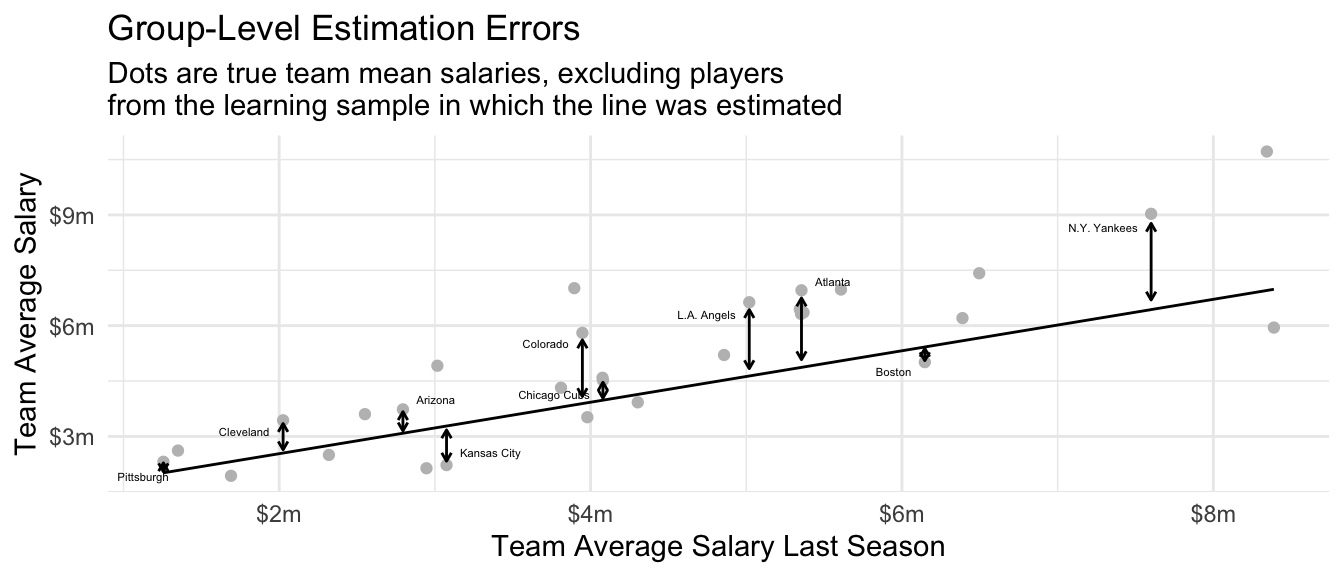 Group-Level Estimation Errors
Dots are true team mean salaries, excluding players
from the learning sample in which the line was estimated
Team Average Salary
$9m
$6m
$3m
N.Y. Yankees
Atlanta
L.A. Angels
Colorado
Boston
Chicago Cubs
Arizona
Cleveland
Kansas City
Pittsburgh
$2m
$4m
$6m
$8m
Team Average Salary Last Season